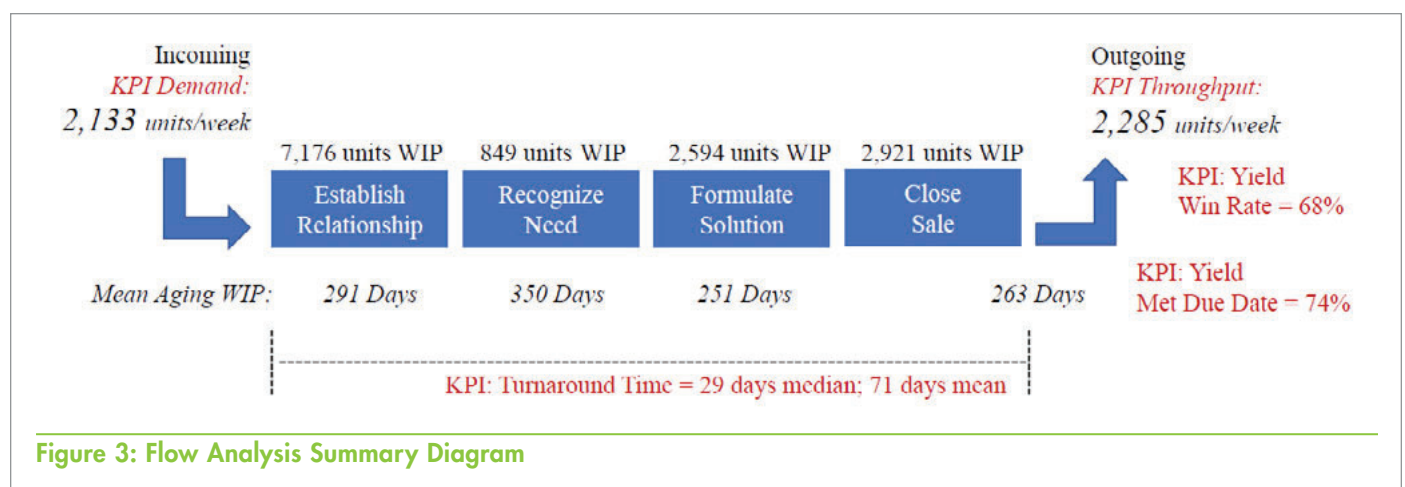 Incoming
KPI Demand:
2,133 units/week
Outgoing
KPI Throughput:
2,285 units/week
7,176 units WIP
849 units WIP
2,594 units WIP
2,921 units WIP
Establish
Relationship
Recognize
Need
Formulate
Solution
Close
Sale
KPI: Yield
Win Rate = 68%
Mean Aging WIP:
291 Days
350 Days
251 Days
263 Days
KPI: Yield
Met Due Date = 74%
KPI: Turnaround Time = 29 days median; 71 days mean
Figure 3: Flow Analysis Summary Diagram